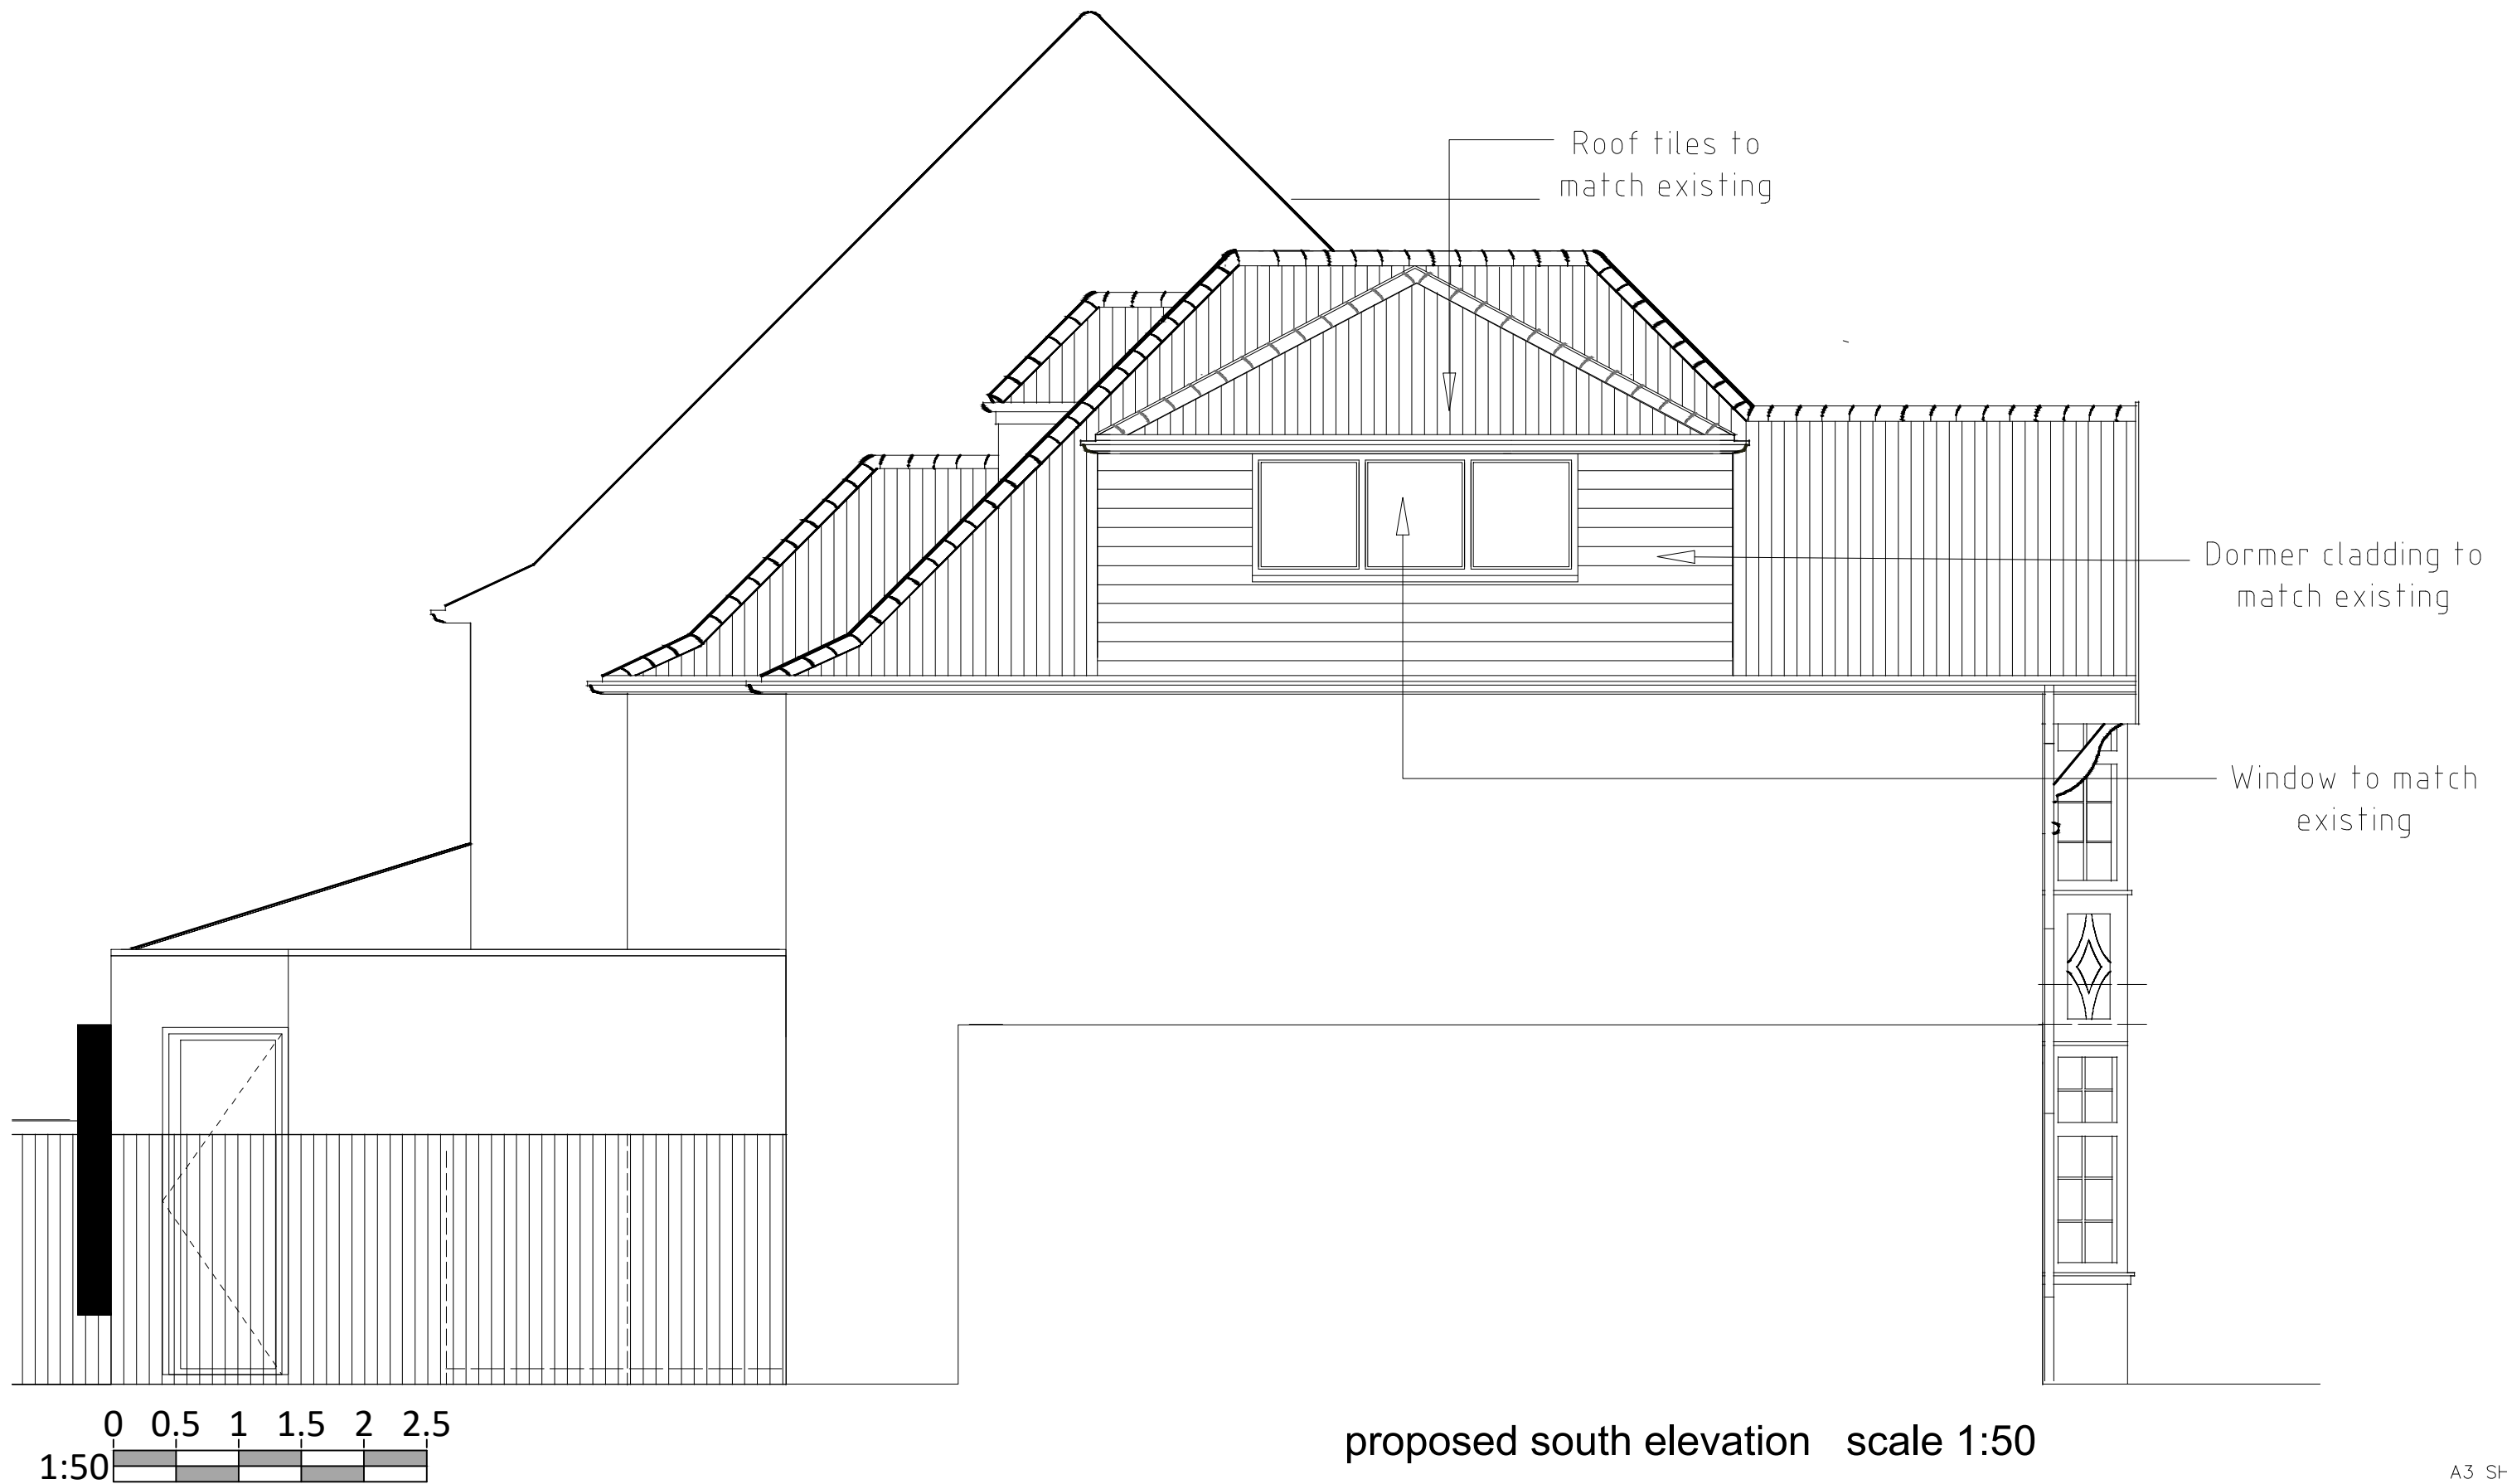 Roof tiles to
match existing
Dormer cladding to
match existing
Window to match
existing
0 0.5 1 1.5 2 2.5
1:50
proposed south elevation scale 1:50
A3